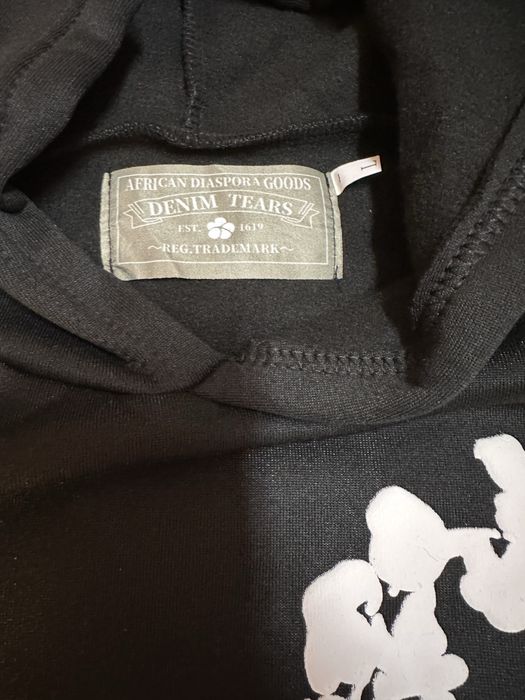 AFRICAN DIASPORA GOODS
DENIM TEARS
EST. 1619
~REG.TRADEMARK~
L